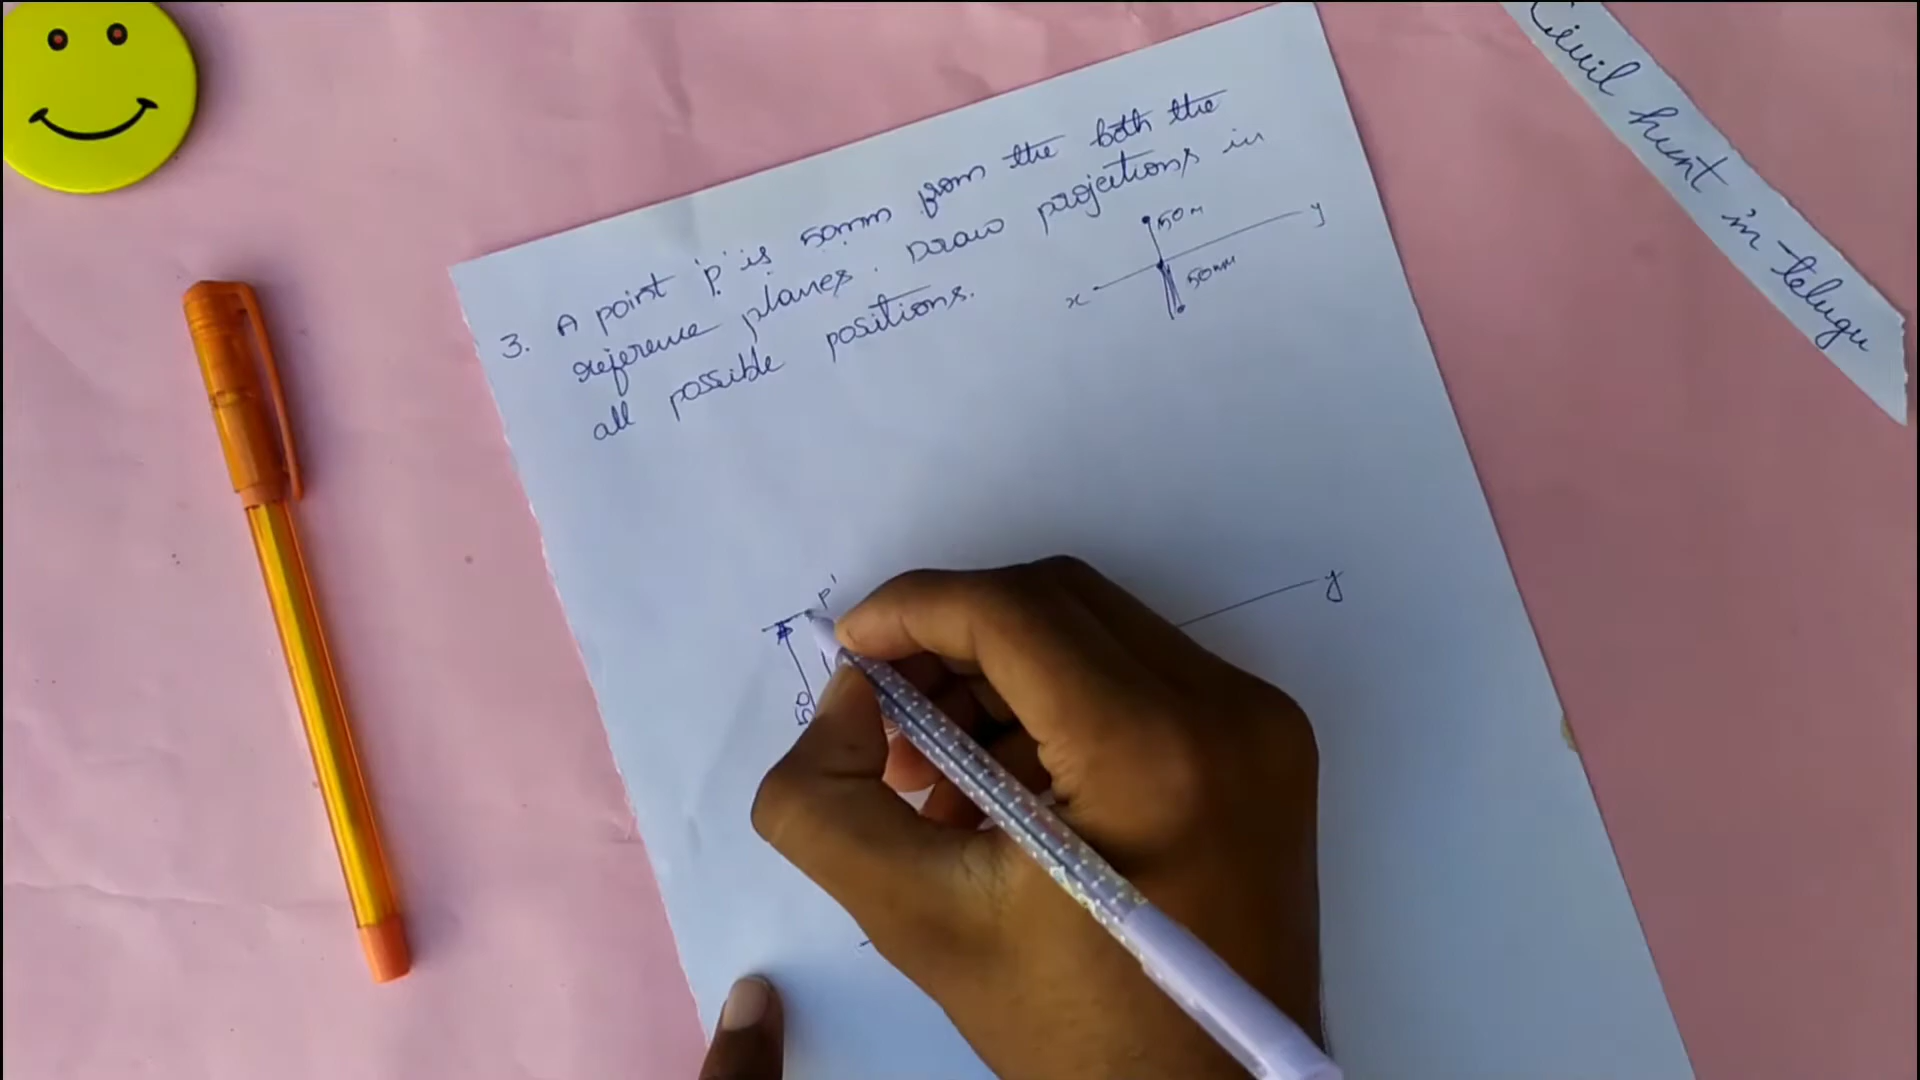 3. A point 'p' is 50mm from the both the
reference planes. Draw projections in
all possible positions.
50m
x
y
50mm
p'
50
y
Civil hunt in telugu